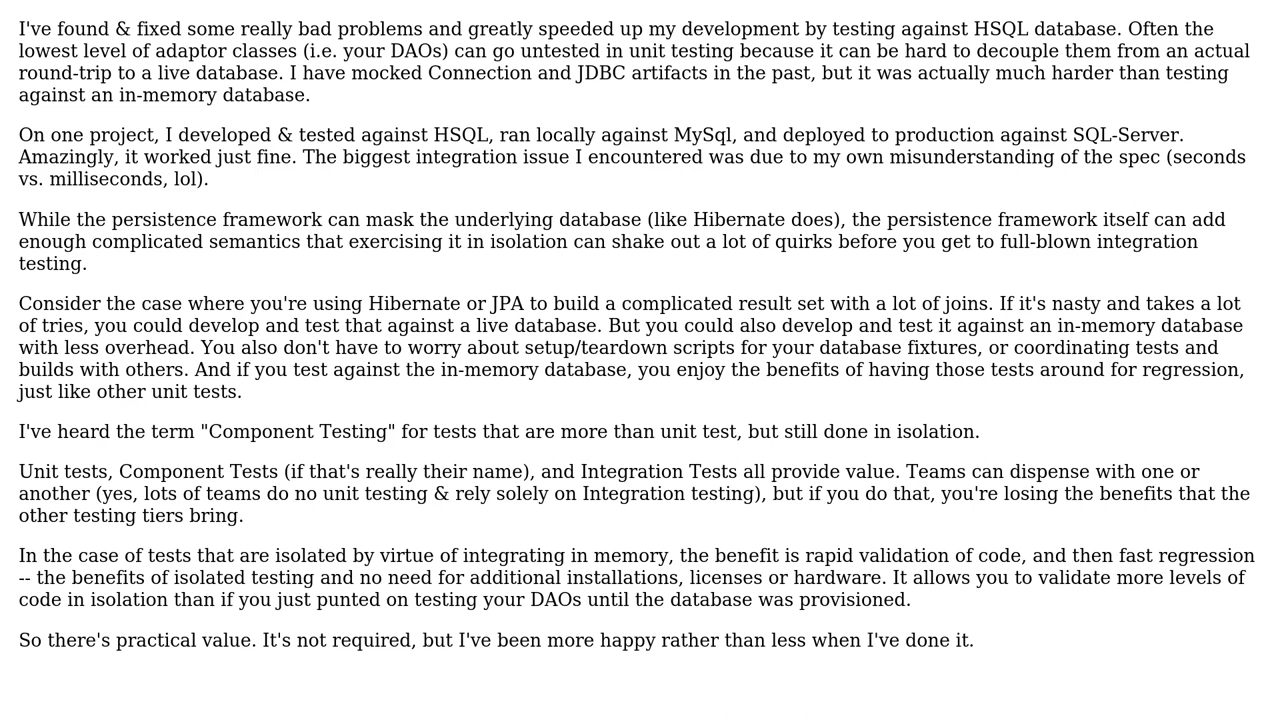 I've found & fixed some really bad problems and greatly speeded up my development by testing against HSQL database. Often the
lowest level of adaptor classes (i.e. your DAOs) can go untested in unit testing because it can be hard to decouple them from an actual
round-trip to a live database. I have mocked Connection and JDBC artifacts in the past, but it was actually much harder than testing
against an in-memory database.
On one project, I developed & tested against HSQL, ran locally against MySql, and deployed to production against SQL-Server.
Amazingly, it worked just fine. The biggest integration issue I encountered was due to my own misunderstanding of the spec (seconds
vs. milliseconds, lol).
While the persistence framework can mask the underlying database (like Hibernate does), the persistence framework itself can add
enough complicated semantics that exercising it in isolation can shake out a lot of quirks before you get to full-blown integration
testing.
Consider the case where you're using Hibernate or JPA to build a complicated result set with a lot of joins. If it's nasty and takes a lot
of tries, you could develop and test that against a live database. But you could also develop and test it against an in-memory database
with less overhead. You also don't have to worry about setup/teardown scripts for your database fixtures, or coordinating tests and
builds with others. And if you test against the in-memory database, you enjoy the benefits of having those tests around for regression,
just like other unit tests.
I've heard the term "Component Testing" for tests that are more than unit test, but still done in isolation.
Unit tests, Component Tests (if that's really their name), and Integration Tests all provide value. Teams can dispense with one or
another (yes, lots of teams do no unit testing & rely solely on Integration testing), but if you do that, you're losing the benefits that the
other testing tiers bring.
In the case of tests that are isolated by virtue of integrating in memory, the benefit is rapid validation of code, and then fast regression
-- the benefits of isolated testing and no need for additional installations, licenses or hardware. It allows you to validate more levels of
code in isolation than if you just punted on testing your DAOs until the database was provisioned.
So there's practical value. It's not required, but I've been more happy rather than less when I've done it.